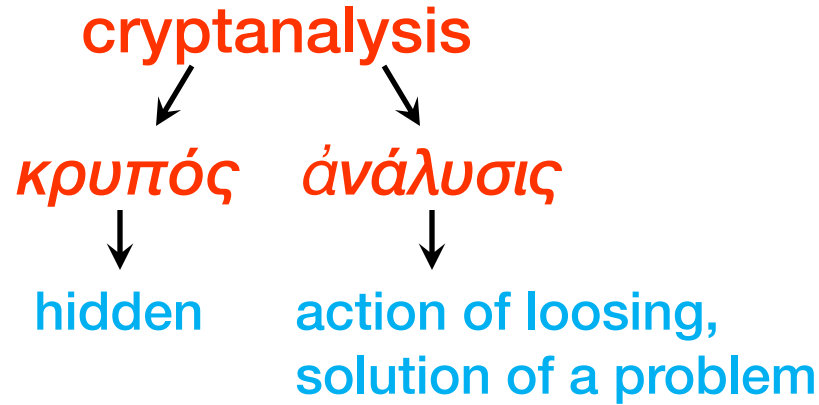 cryptanalysis
κρυπός ἀνάλυσις
hidden action of loosing,
solution of a problem